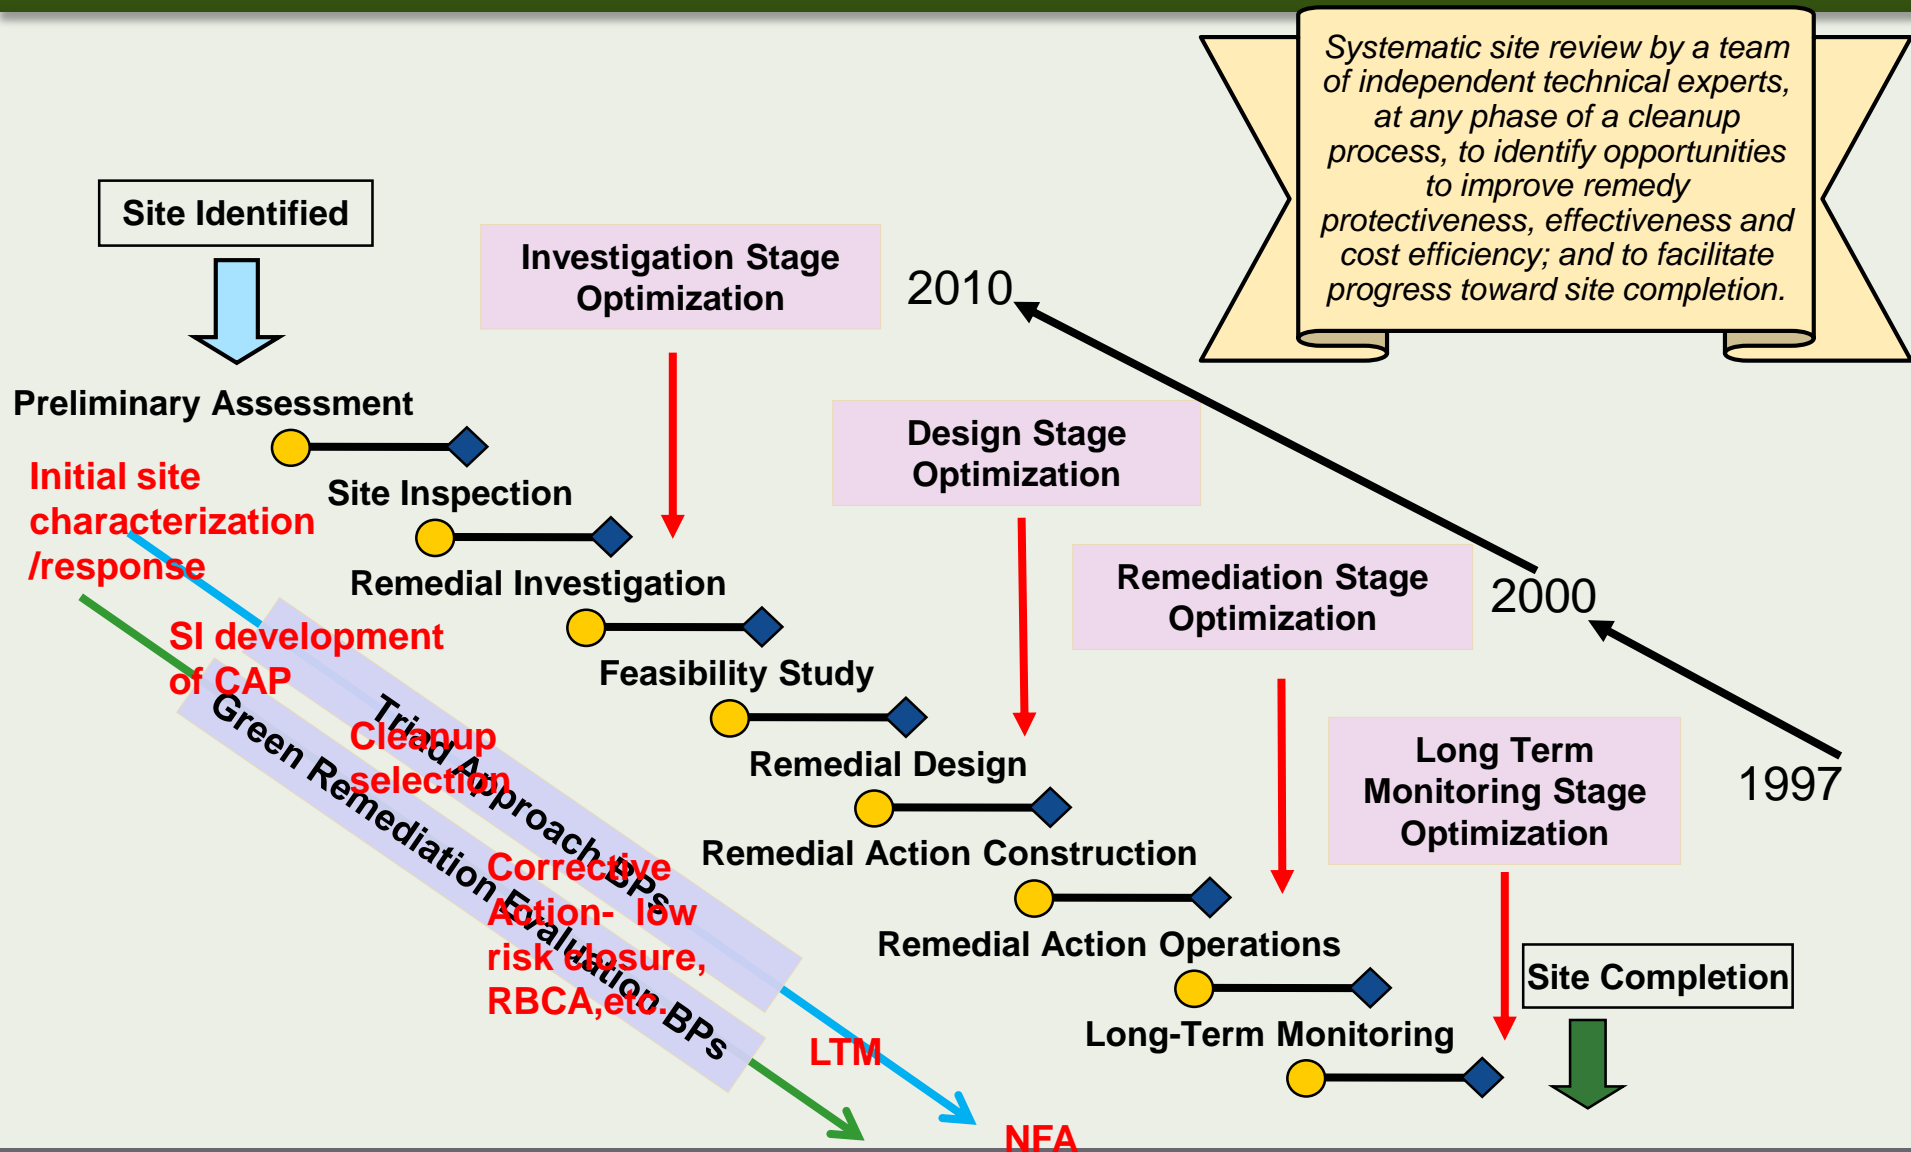 Systematic site review by a team
of independent technical experts,
at any phase of a cleanup
process, to identify opportunities
to improve remedy
protectiveness, effectiveness and
cost efficiency; and to facilitate
progress toward site completion.
Site Identified
Investigation Stage
Optimization
2010
Preliminary Assessment
Design Stage
Optimization
Initial site
characterization
/response
Site Inspection
Remedial Investigation
Remediation Stage
Optimization
2000
SI development
of CAP
Feasibility Study
Triad Approach BPs
Green Remediation Evaluation BPs
Cleanup
selection
Remedial Design
Long Term
Monitoring Stage
Optimization
1997
Corrective
Action- low
risk closure,
RBCA,etc.
Remedial Action Construction
Remedial Action Operations
Site Completion
Long-Term Monitoring
LTM
NFA